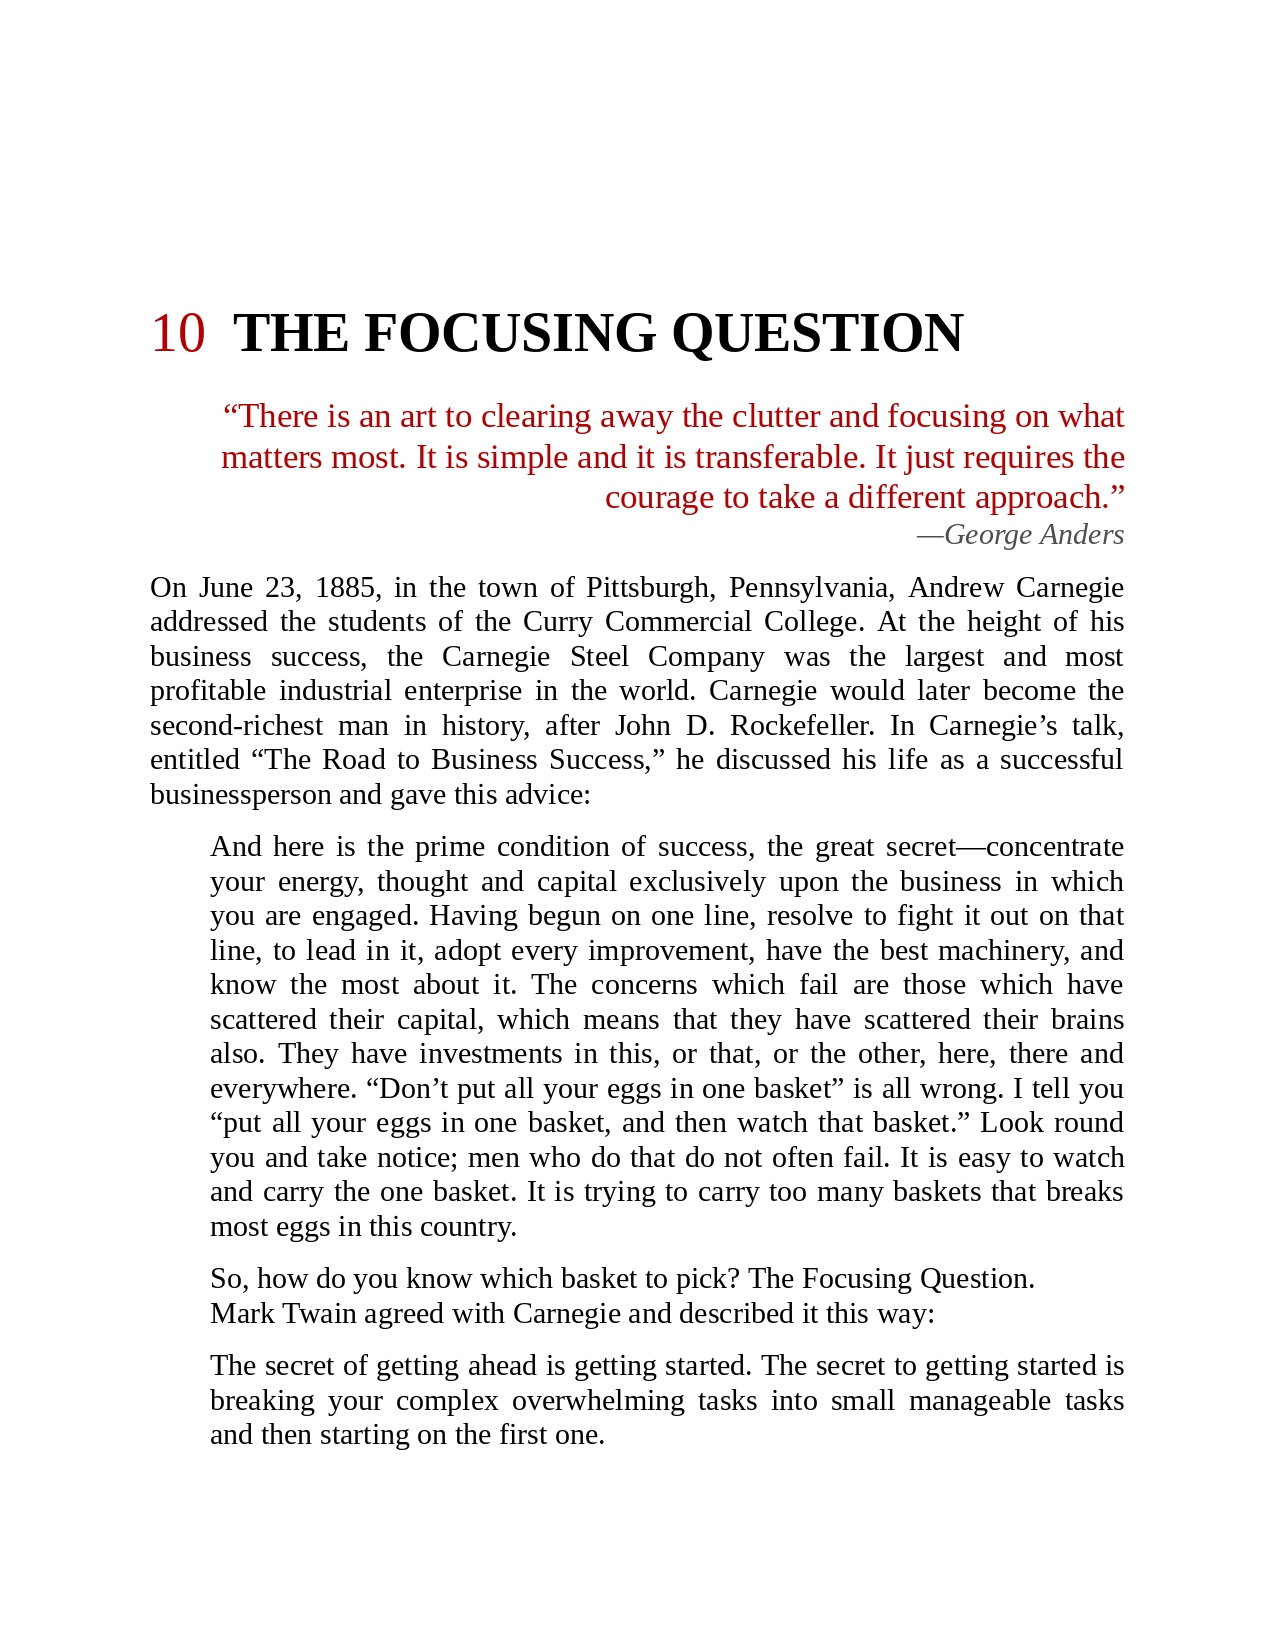 10 THE FOCUSING QUESTION
“There is an art to clearing away the clutter and focusing on what
matters most. It is simple and it is transferable. It just requires the
courage to take a different approach.”
—George Anders
On June 23, 1885, in the town of Pittsburgh, Pennsylvania, Andrew Carnegie
addressed the students of the Curry Commercial College. At the height of his
business success, the Carnegie Steel Company was the largest and most
profitable industrial enterprise in the world. Carnegie would later become the
second-richest man in history, after John D. Rockefeller. In Carnegie’s talk,
entitled “The Road to Business Success,” he discussed his life as a successful
businessperson and gave this advice:
And here is the prime condition of success, the great secret—concentrate
your energy, thought and capital exclusively upon the business in which
you are engaged. Having begun on one line, resolve to fight it out on that
line, to lead in it, adopt every improvement, have the best machinery, and
know the most about it. The concerns which fail are those which have
scattered their capital, which means that they have scattered their brains
also. They have investments in this, or that, or the other, here, there and
everywhere. “Don’t put all your eggs in one basket” is all wrong. I tell you
“put all your eggs in one basket, and then watch that basket.” Look round
you and take notice; men who do that do not often fail. It is easy to watch
and carry the one basket. It is trying to carry too many baskets that breaks
most eggs in this country.
So, how do you know which basket to pick? The Focusing Question.
Mark Twain agreed with Carnegie and described it this way:
The secret of getting ahead is getting started. The secret to getting started is
breaking your complex overwhelming tasks into small manageable tasks
and then starting on the first one.